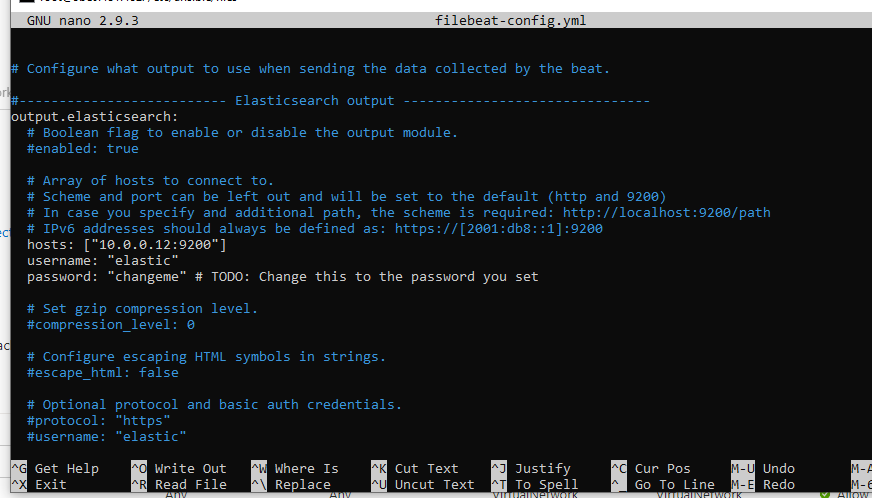 GNU nano 2.9.3 filebeat-config.yml
# Configure what output to use when sending the data collected by the beat.
#-------------------------- Elasticsearch output -------------------------------
output.elasticsearch:
# Boolean flag to enable or disable the output module.
#enabled: true
# Array of hosts to connect to.
# Scheme and port can be left out and will be set to the default (http and 9200)
# In case you specify and additional path, the scheme is required: http://localhost:9200/path
# IPv6 addresses should always be defined as: https://[2001:db8::1]:9200
hosts: ["10.0.0.12:9200"]
username: "elastic"
password: "changeme" # TODO: Change this to the password you set
# Set gzip compression level.
#compression_level: 0
# Configure escaping HTML symbols in strings.
#escape_html: false
# Optional protocol and basic auth credentials.
#protocol: "https"
#username: "elastic"
^G Get Help ^O Write Out ^W Where Is ^K Cut Text ^J Justify ^C Cur Pos M-U Undo
^X Exit ^R Read File ^\ Replace ^U Uncut Text ^T To Spell ^_ Go To Line M-E Redo
Any Any VirtualNetwork VirtualNetwork Allow